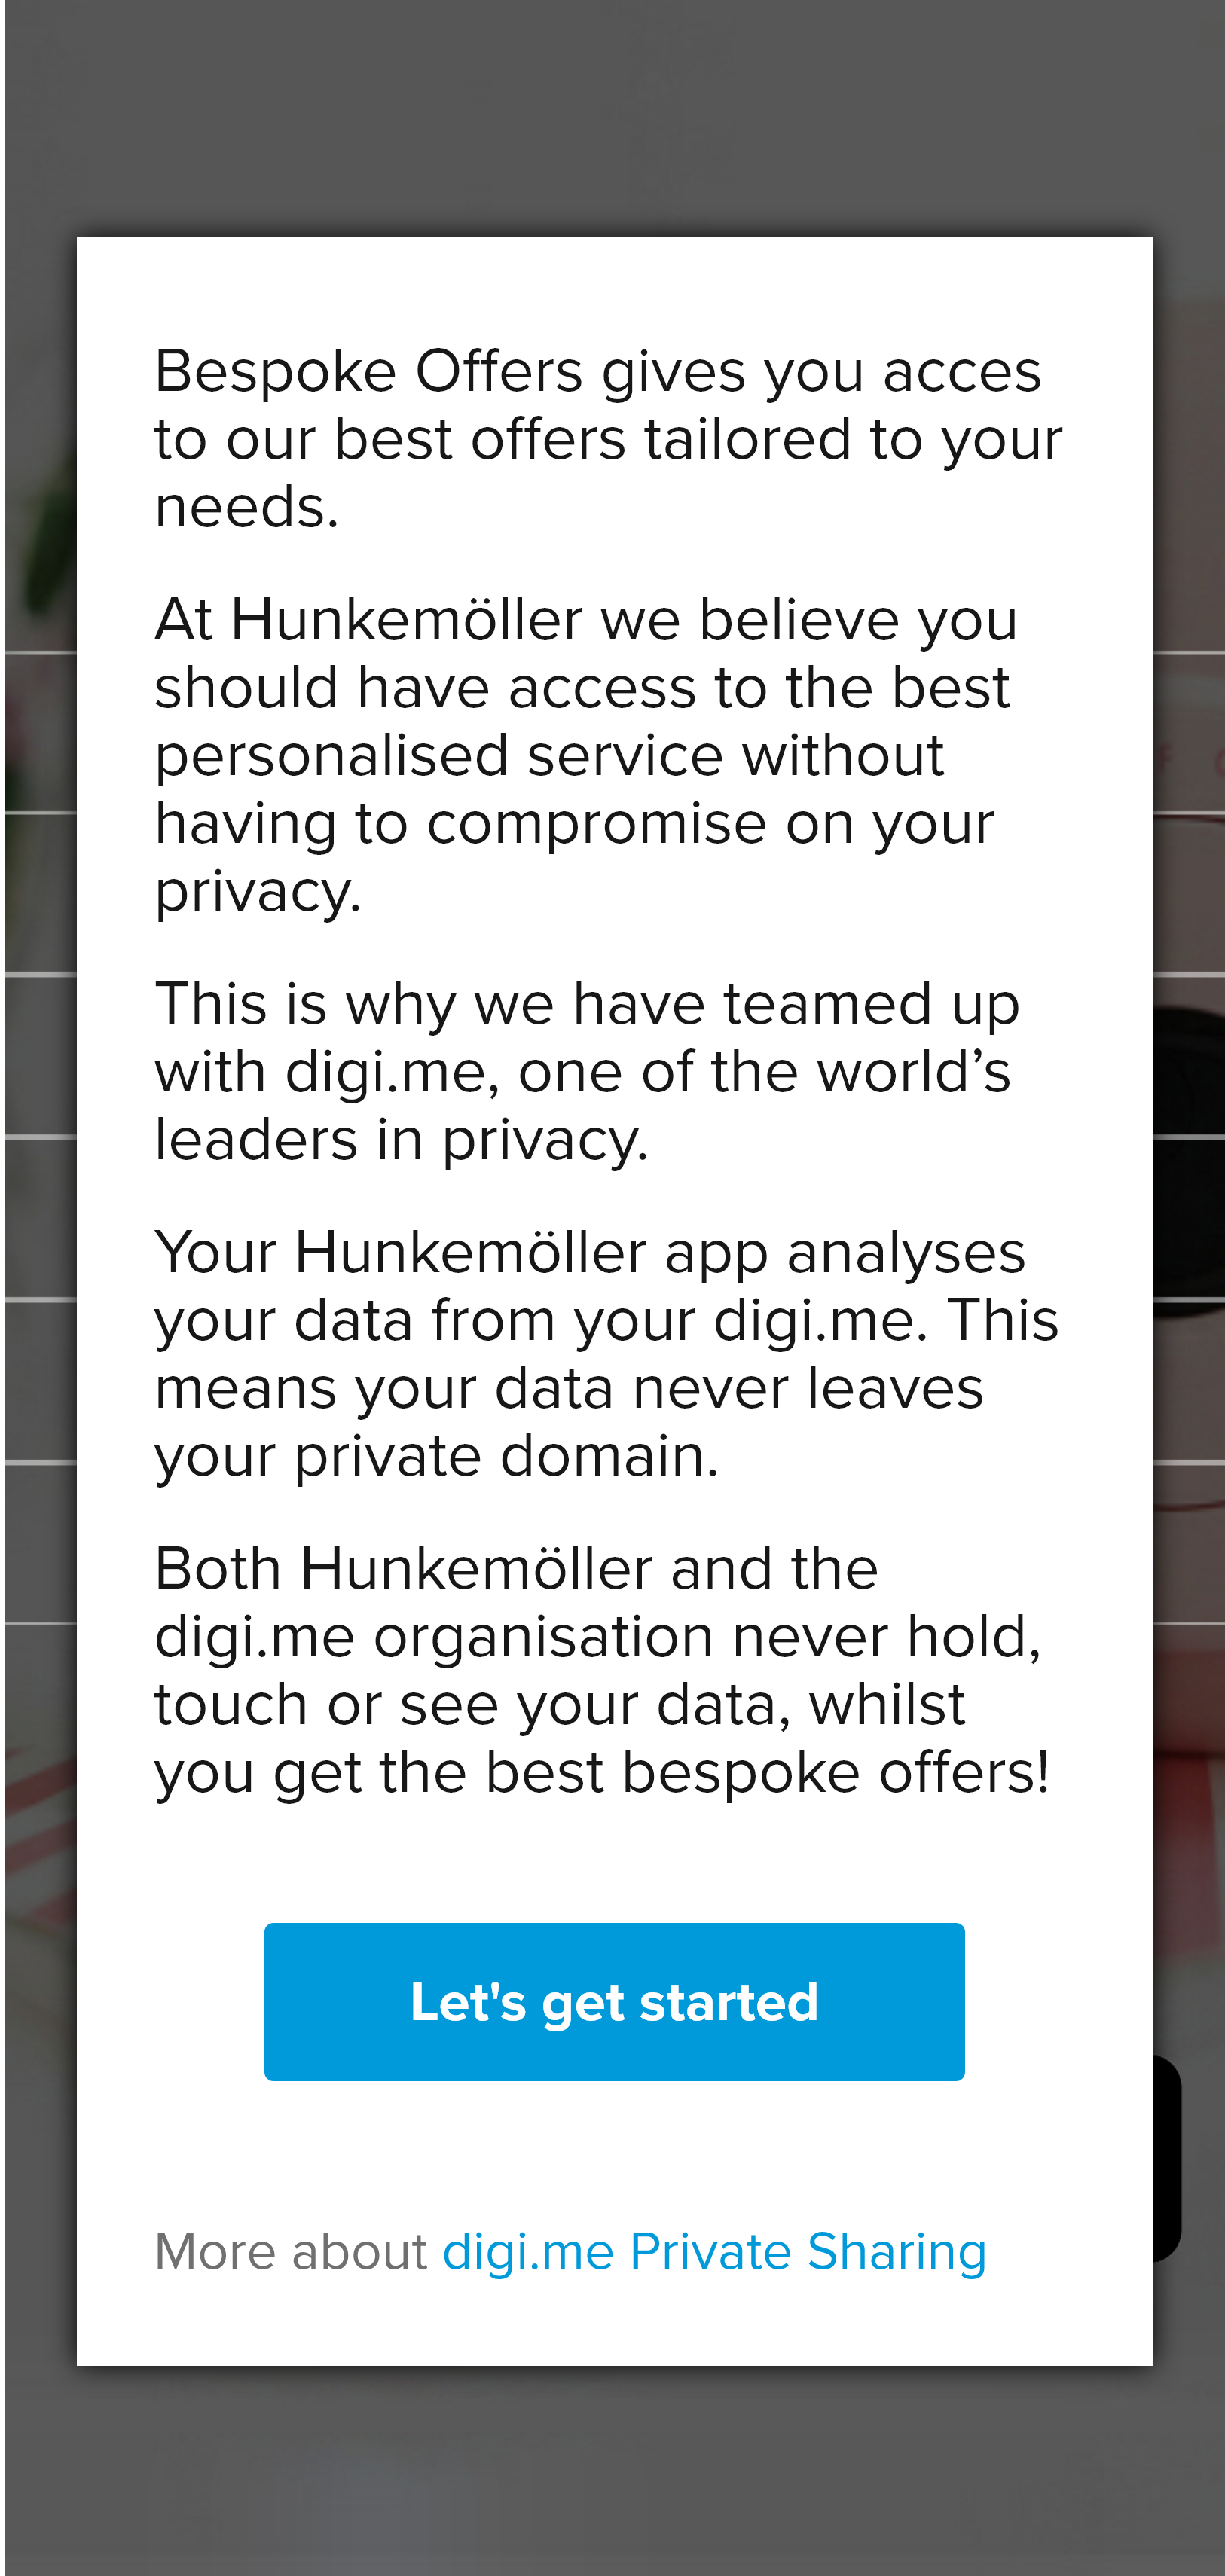 Bespoke Offers gives you acces
to our best offers tailored to your
needs.
At Hunkemöller we believe you
should have access to the best
personalised service without
having to compromise on your
privacy.
This is why we have teamed up
with digi.me, one of the world’s
leaders in privacy.
Your Hunkemöller app analyses
your data from your digi.me. This
means your data never leaves
your private domain.
Both Hunkemöller and the
digi.me organisation never hold,
touch or see your data, whilst
you get the best bespoke offers!
Let's get started
More about digi.me Private Sharing